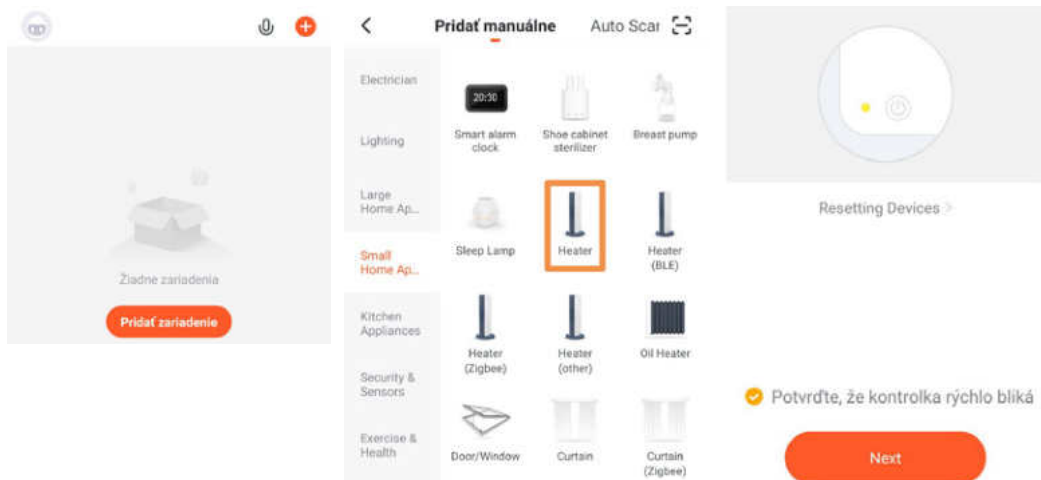 Žiadne zariadenia
Pridať zariadenie
Pridať manuálne Auto Scar
Electrician
Lighting
Large
Home Ap...
Small
Home Ap...
Kitchen
Appliances
Security &
Sensors
Exercise &
Health
20:30
Smart alarm
clock
Shoe cabinet
sterilizer
Breast pump
Sleep Lamp
Heater
Heater
(BLE)
Heater
(Zigbee)
Heater
(other)
Oil Heater
Door/Window
Curtain
Curtain
(Zigbee)
Resetting Devices >
Potvrďte, že kontrolka rýchlo bliká
Next